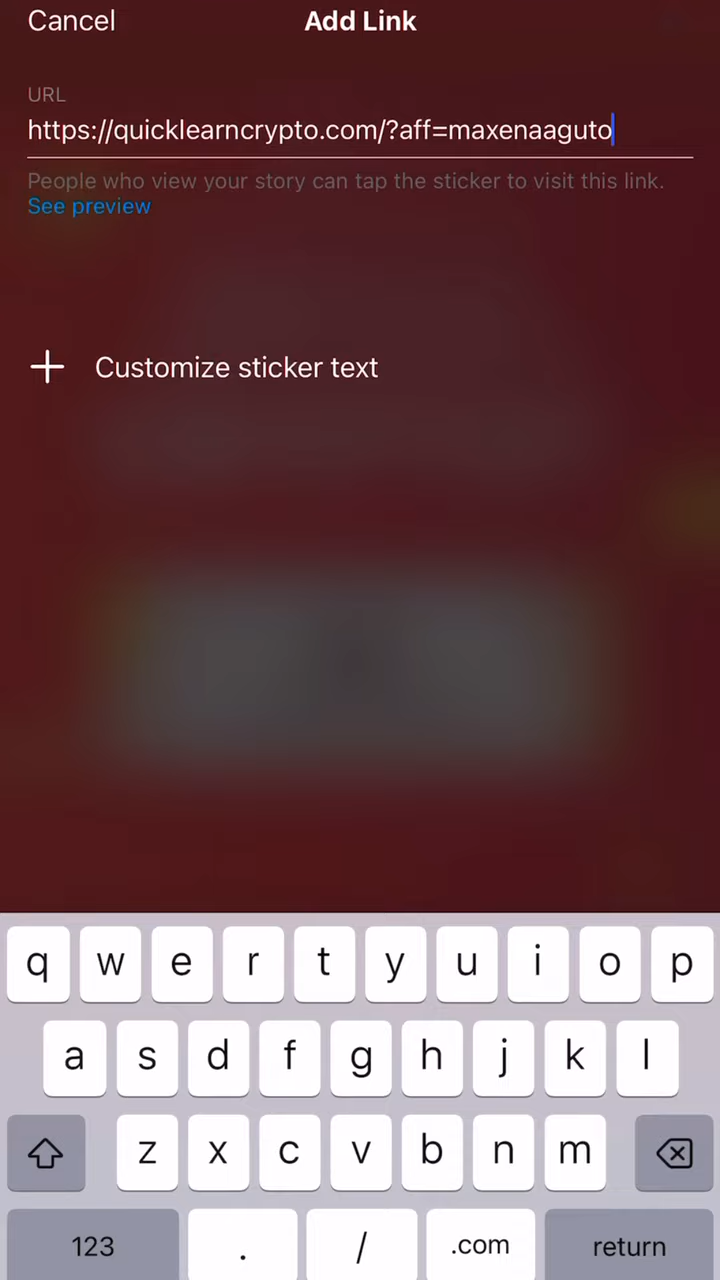 Cancel Add Link
URL
https://quicklearncrypto.com/?aff=maxenaaguto
People who view your story can tap the sticker to visit this link.
See preview
Customize sticker text
q w e r t y u i o p
a s d f g h j k l
z x c v b n m
123 . / .com return